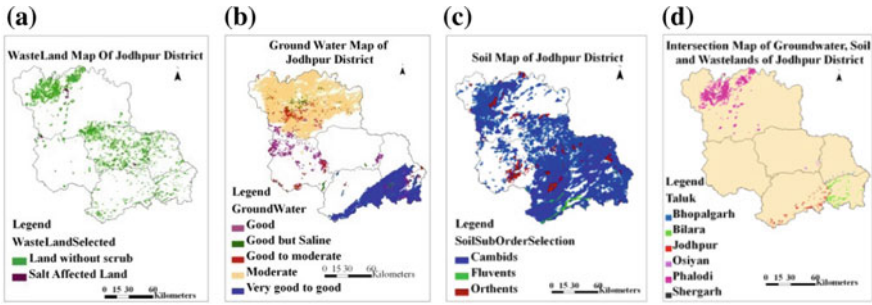 (a)
WasteLand Map Of Jodhpur District
Legend
WasteLandSelected
Land without scrub
Salt Affected Land
0 15 30 60
Kilometers
(b)
Ground Water Map of
Jodhpur District
Legend
GroundWater
Good
Good but Saline
Good to moderate
Moderate
Very good to good
0 15 30 60
Kilometers
(c)
Soil Map of Jodhpur District
Legend
SoilSubOrderSelection
Cambids
Fluvents
Orthents
0 15 30 60
Kilometers
(d)
Intersection Map of Groundwater, Soil
and Wastelands of Jodhpur District
Legend
Taluk
Bhopalgarh
Bilara
Jodhpur
Osiyan
Phalodi
Shergarh
0 15 30 60
Kilometers